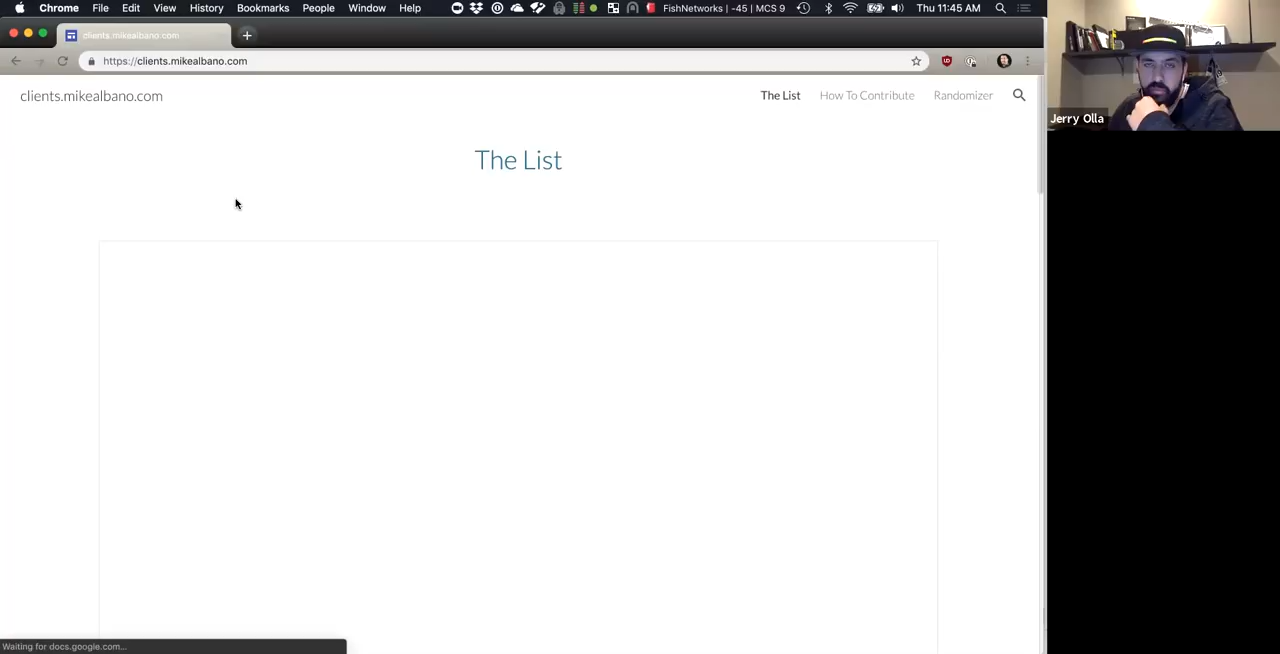 Chrome File Edit View History Bookmarks People Window Help FishNetworks | -45 | MCS 9 Thu 11:45 AM
clients.mikealbano.com
https://clients.mikealbano.com
clients.mikealbano.com The List How To Contribute Randomizer
Jerry Olla
The List
Waiting for docs.google.com...